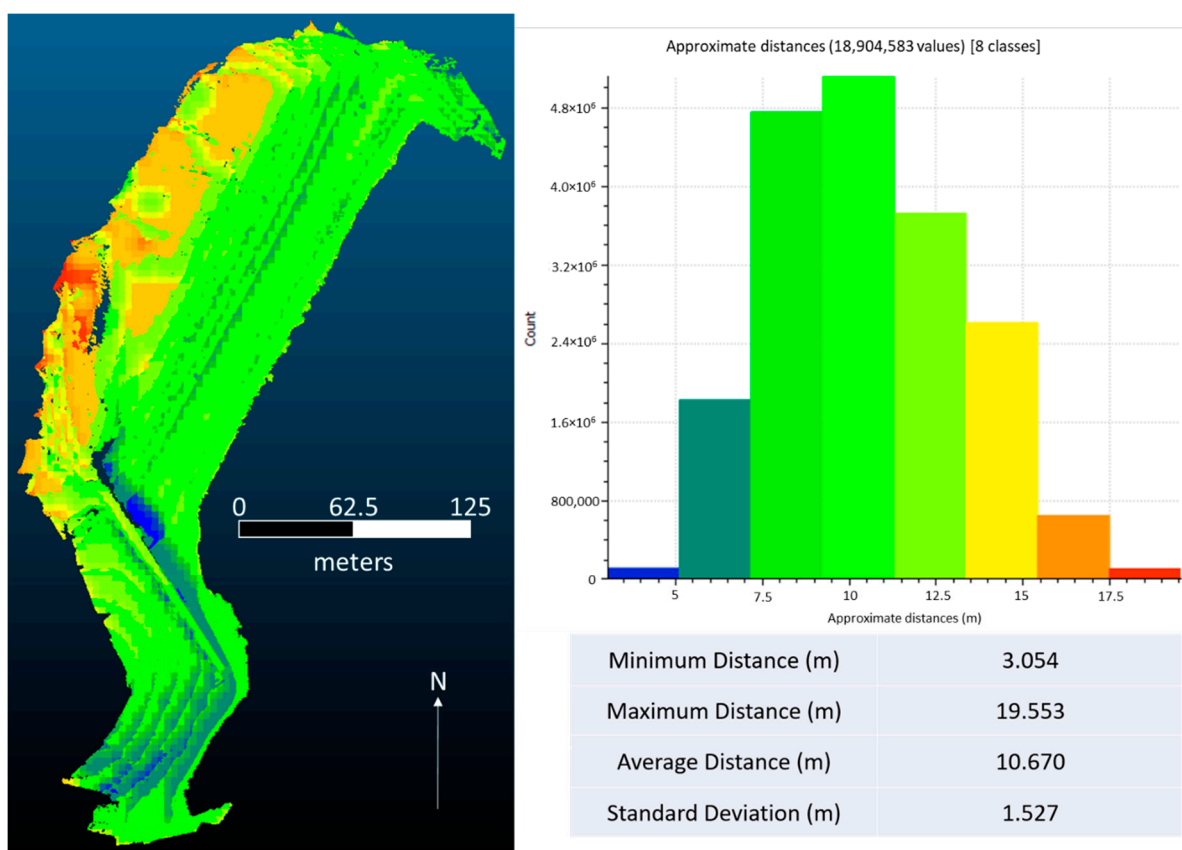 0 62.5 125
meters
N
Approximate distances (18,904,583 values) [8 classes]
Count
4.8×10⁶
4.0×10⁶
3.2×10⁶
2.4×10⁶
1.6×10⁶
800,000
0
5 7.5 10 12.5 15 17.5
Approximate distances (m)
Minimum Distance (m) 3.054
Maximum Distance (m) 19.553
Average Distance (m) 10.670
Standard Deviation (m) 1.527